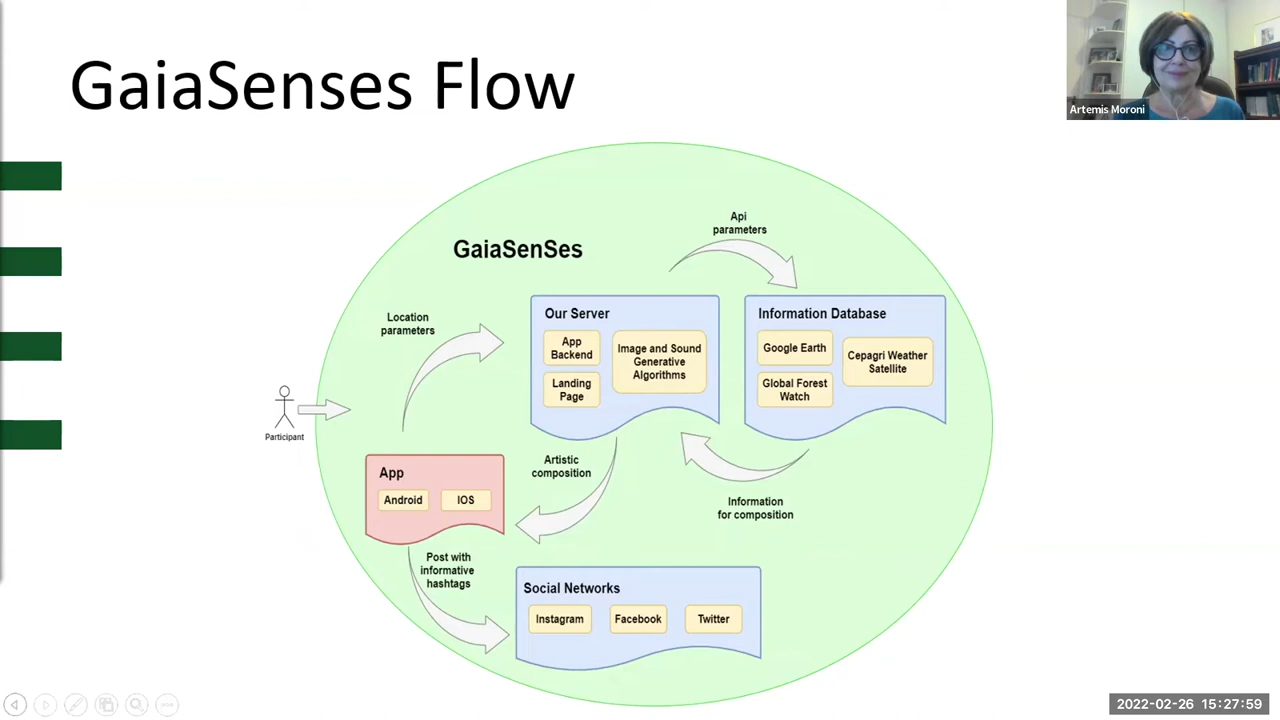 GaiaSenses Flow
Artemis Moroni
GaiaSenSes
Api
parameters
Location
parameters
Our Server
App
Backend
Landing
Page
Image and Sound
Generative
Algorithms
Information Database
Google Earth
Global Forest
Watch
Cepagri Weather
Satellite
Participant
Artistic
composition
Information
for composition
App
Android
IOS
Post with
informative
hashtags
Social Networks
Instagram
Facebook
Twitter
2022-02-26 15:27:59